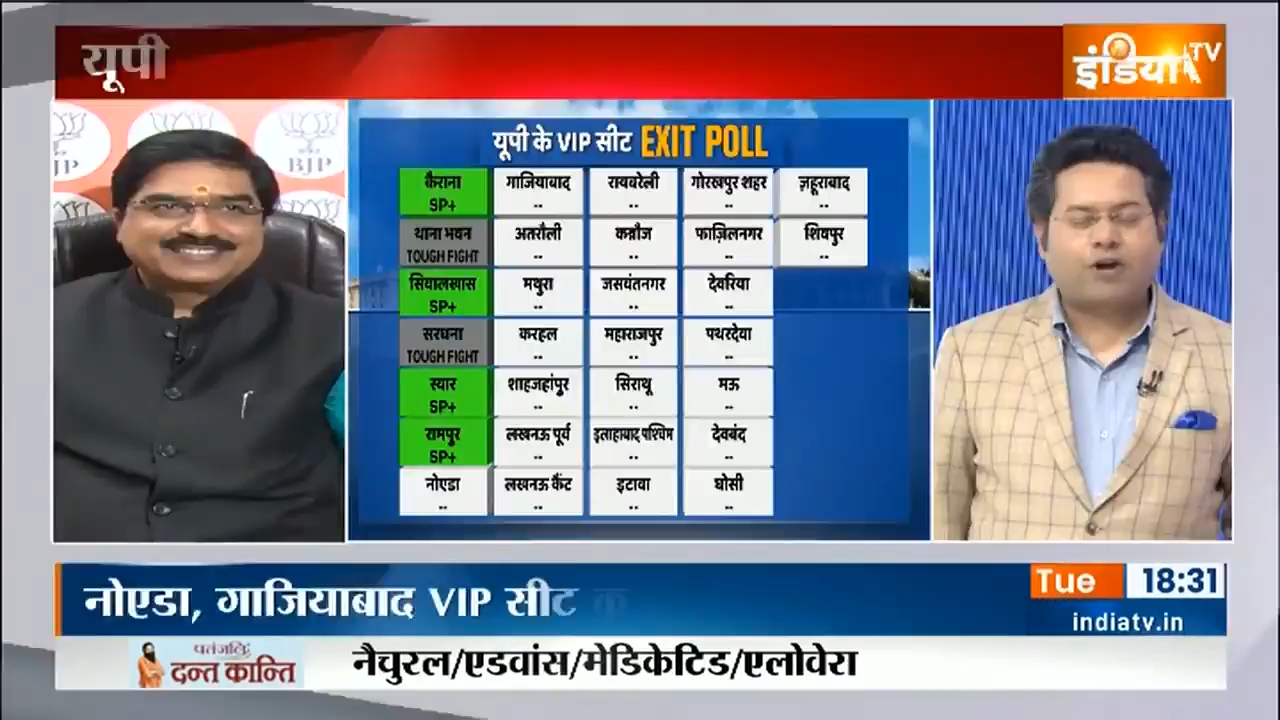 यूपी
इंडिया TV
BJP
यूपी के VIP सीट EXIT POLL
कैराना गाजियाबाद् रायबरेली गोरखपुर शहर ज़हूराबाद्
SP+ -- -- -- --
थाना भवन अतरौली कन्नौज फाज़िलनगर शिवपुर
TOUGH FIGHT -- -- -- --
सिवालखास मथुरा जसवंतनगर देवरिया
SP+ -- -- --
सरधना करहल महाराजपुर पथरदेवा
TOUGH FIGHT -- -- --
स्वार शाहजहांपुर सिराथू मऊ
SP+ -- -- --
रामपुर लखनऊ पूर्व इलाहाबाद् पश्चिम देवबंद्
SP+ -- -- --
नोएडा लखनऊ कैंट इटावा घोसी
-- -- -- --
नोएडा, गाजियाबाद VIP सीट क
Tue 18:31
indiatv.in
पतंजलि
दन्त कान्ति
नैचुरल/एडवांस/मेडिकेटिड/एलोवेरा